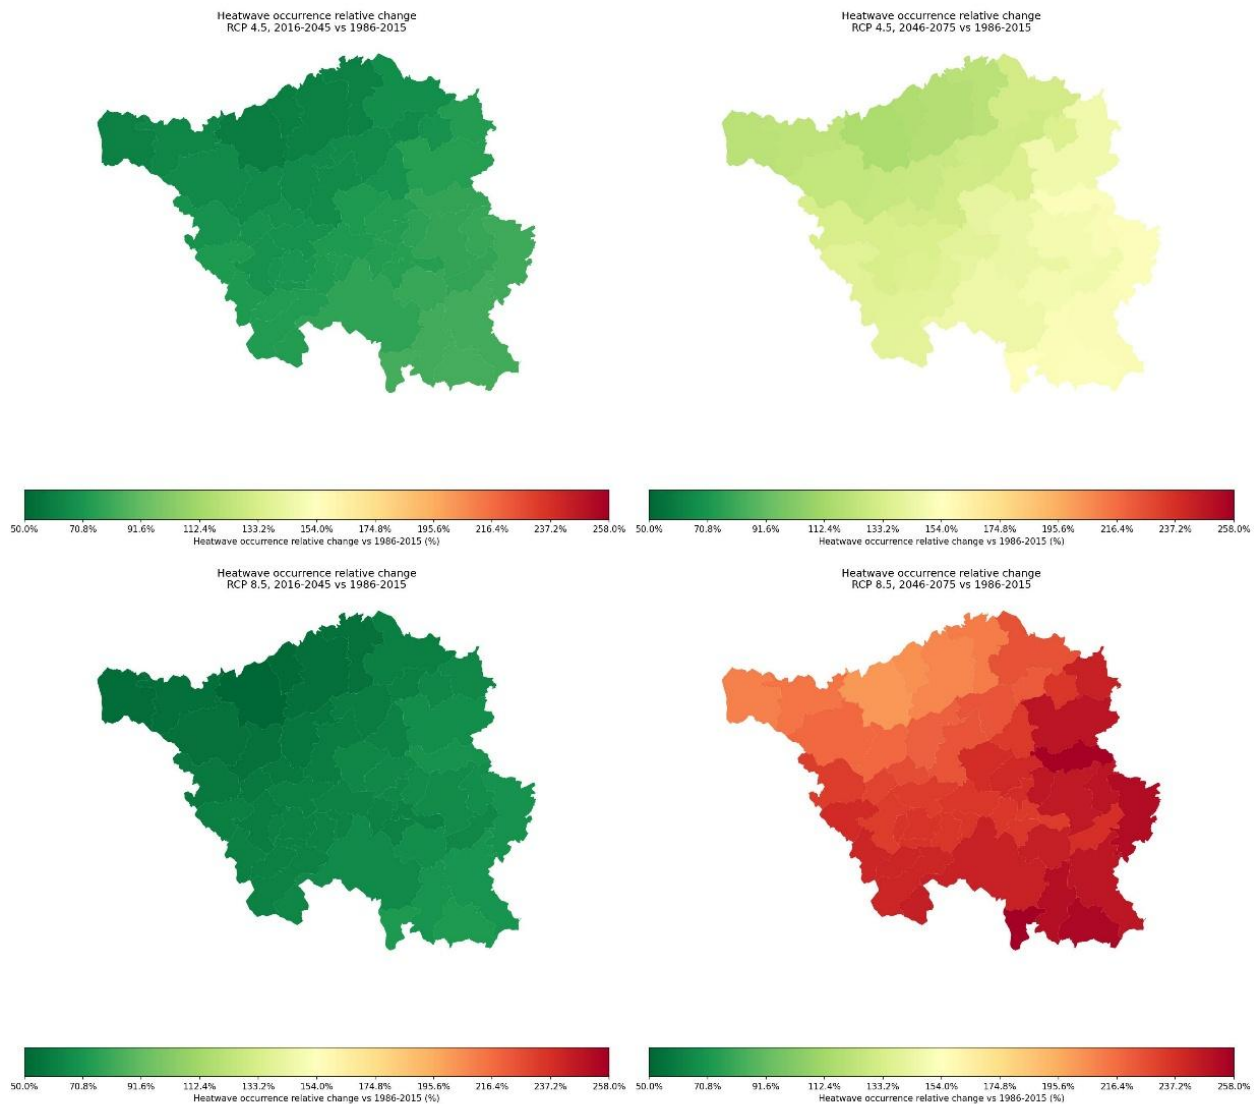 Heatwave occurrence relative change
RCP 4.5, 2016-2045 vs 1986-2015
50.0% 70.8% 91.6% 112.4% 133.2% 154.0% 174.8% 195.6% 216.4% 237.2% 258.0%
Heatwave occurrence relative change vs 1986-2015 (%)
Heatwave occurrence relative change
RCP 4.5, 2046-2075 vs 1986-2015
50.0% 70.8% 91.6% 112.4% 133.2% 154.0% 174.8% 195.6% 216.4% 237.2% 258.0%
Heatwave occurrence relative change vs 1986-2015 (%)
Heatwave occurrence relative change
RCP 8.5, 2016-2045 vs 1986-2015
50.0% 70.8% 91.6% 112.4% 133.2% 154.0% 174.8% 195.6% 216.4% 237.2% 258.0%
Heatwave occurrence relative change vs 1986-2015 (%)
Heatwave occurrence relative change
RCP 8.5, 2046-2075 vs 1986-2015
50.0% 70.8% 91.6% 112.4% 133.2% 154.0% 174.8% 195.6% 216.4% 237.2% 258.0%
Heatwave occurrence relative change vs 1986-2015 (%)